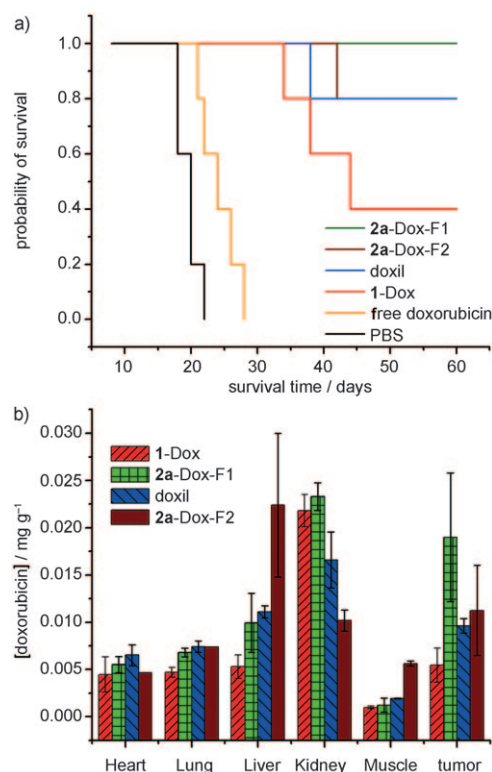 a)
1.0
0.8
0.6
0.4
0.2
0.0
probability of survival
2a-Dox-F1
2a-Dox-F2
doxil
1-Dox
free doxorubicin
PBS
10 20 30 40 50 60
survival time / days
b)
0.030
0.025
0.020
0.015
0.010
0.005
0.000
[doxorubicin] / mg g⁻¹
1-Dox
2a-Dox-F1
doxil
2a-Dox-F2
Heart Lung Liver Kidney Muscle tumor